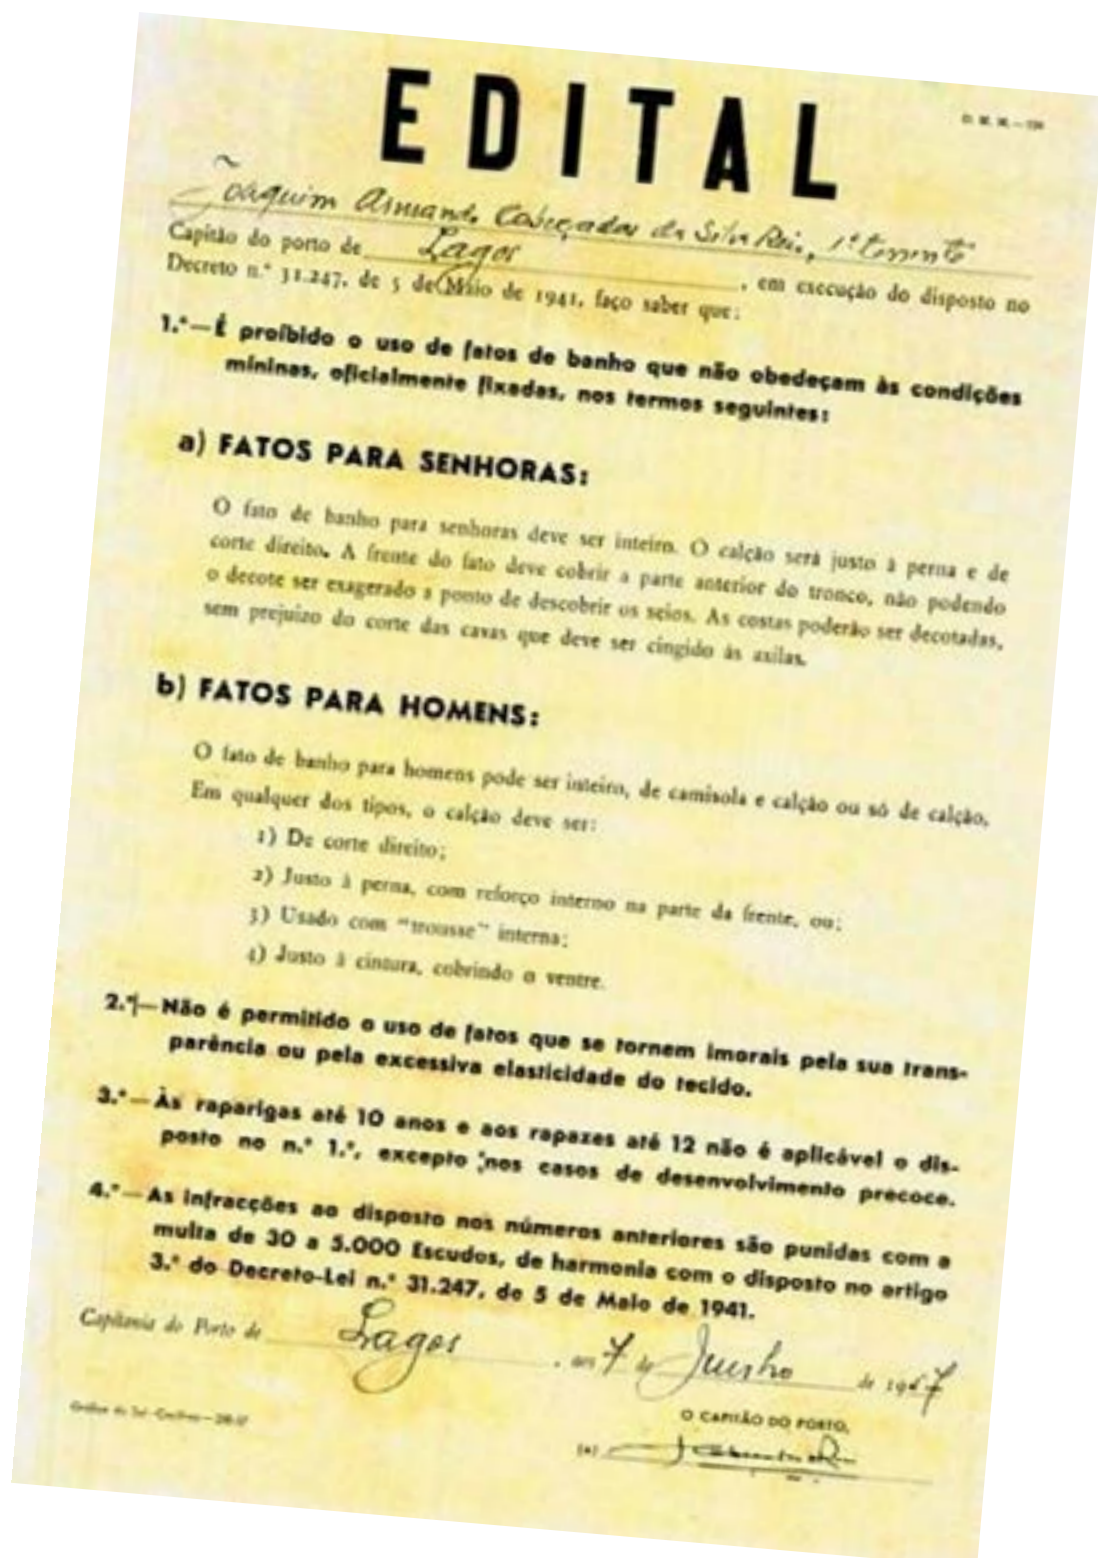 EDITAL
D. M. M. — 124
Joaquim Armando Cabeçadas da Silva Reis, 1º tenente
Capitão do porto de Lagos, em execução do disposto no
Decreto n.º 31.247, de 5 de Maio de 1941, faço saber que:
1.º—É proïbido o uso de fatos de banho que não obedeçam às condições
míninas, oficialmente fixadas, nos termos seguintes:
a) FATOS PARA SENHORAS:
O fato de banho para senhoras deve ser inteiro. O calção será justo à perna e de
corte direito. A frente do fato deve cobrir a parte anterior do tronco, não podendo
o decote ser exagerado a ponto de descobrir os seios. As costas poderão ser decotadas,
sem prejuizo do corte das cavas que deve ser cingido às axilas.
b) FATOS PARA HOMENS:
O fato de banho para homens pode ser inteiro, de camisola e calção ou só de calção.
Em qualquer dos tipos, o calção deve ser:
1) De corte direito;
2) Justo à perna, com reforço interno na parte da frente, ou;
3) Usado com "trousse" interna;
4) Justo à cintura, cobrindo o ventre.
2.º—Não é permitido o uso de fatos que se tornem imorais pela sua trans-
parência ou pela excessiva elasticidade do tecido.
3.º—Às raparigas até 10 anos e aos rapazes até 12 não é aplicável o dis-
posto no n.º 1.º, excepto nos casos de desenvolvimento precoce.
4.º—As infracções ao disposto nos números anteriores são punidas com a
multa de 30 a 5.000 Escudos, de harmonia com o disposto no artigo
3.º do Decreto-Lei n.º 31.247, de 5 de Maio de 1941.
Capitania do Porto de Lagos, aos 7 de Junho de 1967
O CAPITÃO DO PORTO,
(a)